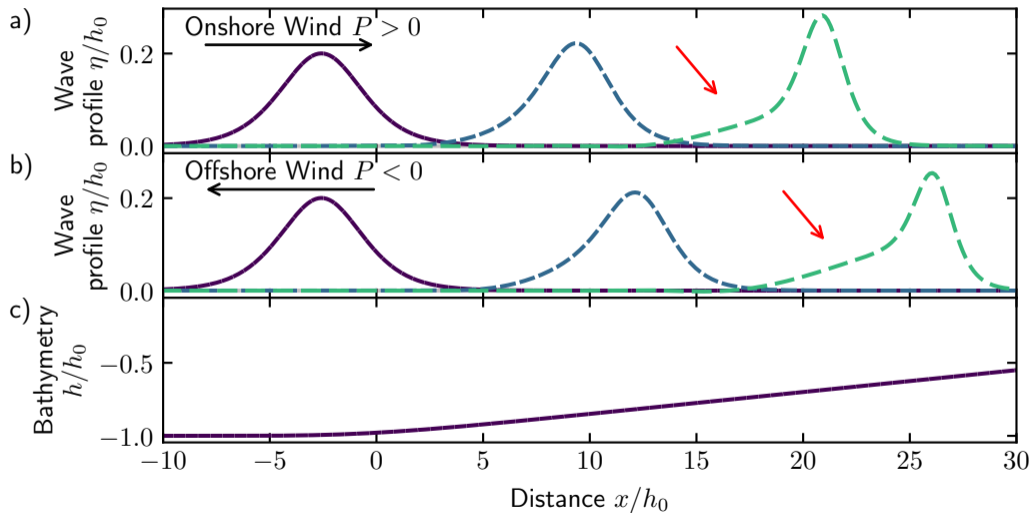 a)
Wave
profile η/h₀
Onshore Wind P > 0
0.2
0.0
b)
Wave
profile η/h₀
Offshore Wind P < 0
0.2
0.0
c)
Bathymetry
h/h₀
−0.5
−1.0
−10 −5 0 5 10 15 20 25 30
Distance x/h₀